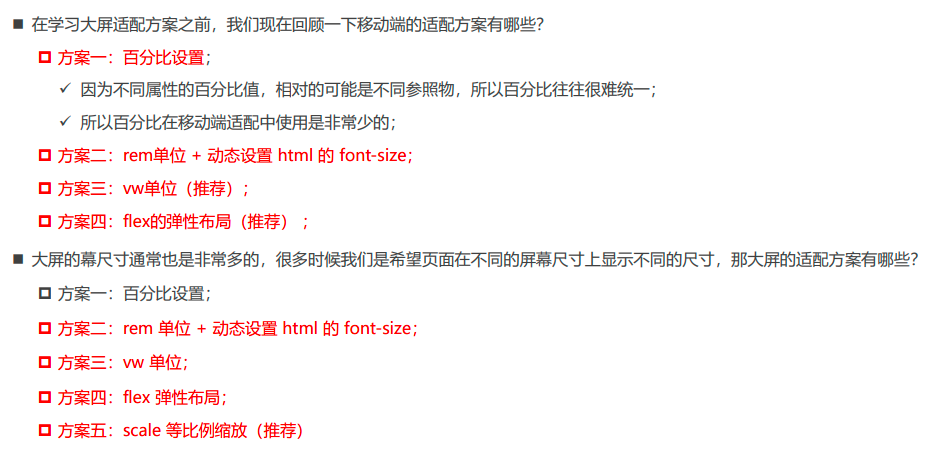 在学习大屏适配方案之前，我们现在回顾一下移动端的适配方案有哪些？
方案一：百分比设置；
因为不同属性的百分比值，相对的可能是不同参照物，所以百分比往往很难统一；
所以百分比在移动端适配中使用是非常少的；
方案二：rem单位 + 动态设置 html 的 font-size；
方案三：vw单位（推荐）；
方案四：flex的弹性布局（推荐）；
大屏的幕尺寸通常也是非常多的，很多时候我们是希望页面在不同的屏幕尺寸上显示不同的尺寸，那大屏的适配方案有哪些？
方案一：百分比设置；
方案二：rem 单位 + 动态设置 html 的 font-size；
方案三：vw 单位；
方案四：flex 弹性布局；
方案五：scale 等比例缩放（推荐）